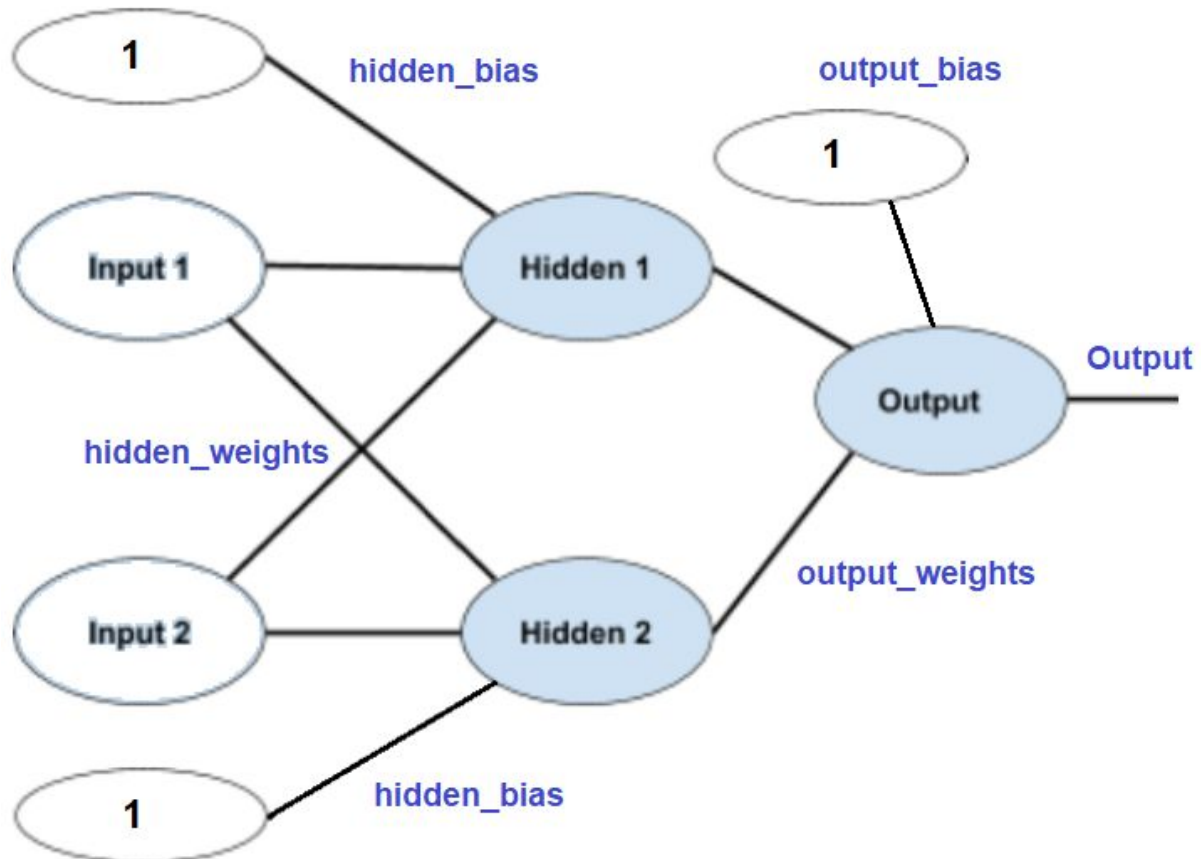 1
hidden_bias
output_bias
1
Input 1
Hidden 1
Output
Output
hidden_weights
output_weights
Input 2
Hidden 2
hidden_bias
1